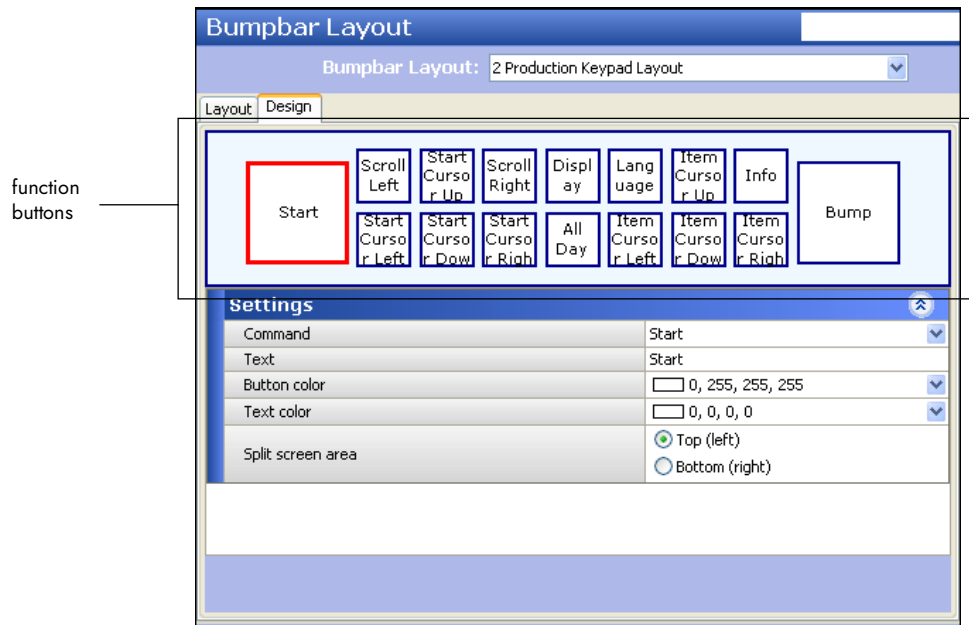 Bumpbar Layout
Bumpbar Layout: 2 Production Keypad Layout
Layout Design
function
buttons
Start
Scroll
Left
Start
Curso
r Up
Scroll
Right
Displ
ay
Lang
uage
Item
Curso
r Up
Info
Bump
Start
Curso
r Left
Start
Curso
r Dow
Start
Curso
r Righ
All
Day
Item
Curso
r Left
Item
Curso
r Dow
Item
Curso
r Righ
Settings
Command Start
Text Start
Button color 0, 255, 255, 255
Text color 0, 0, 0, 0
Split screen area
Top (left)
Bottom (right)